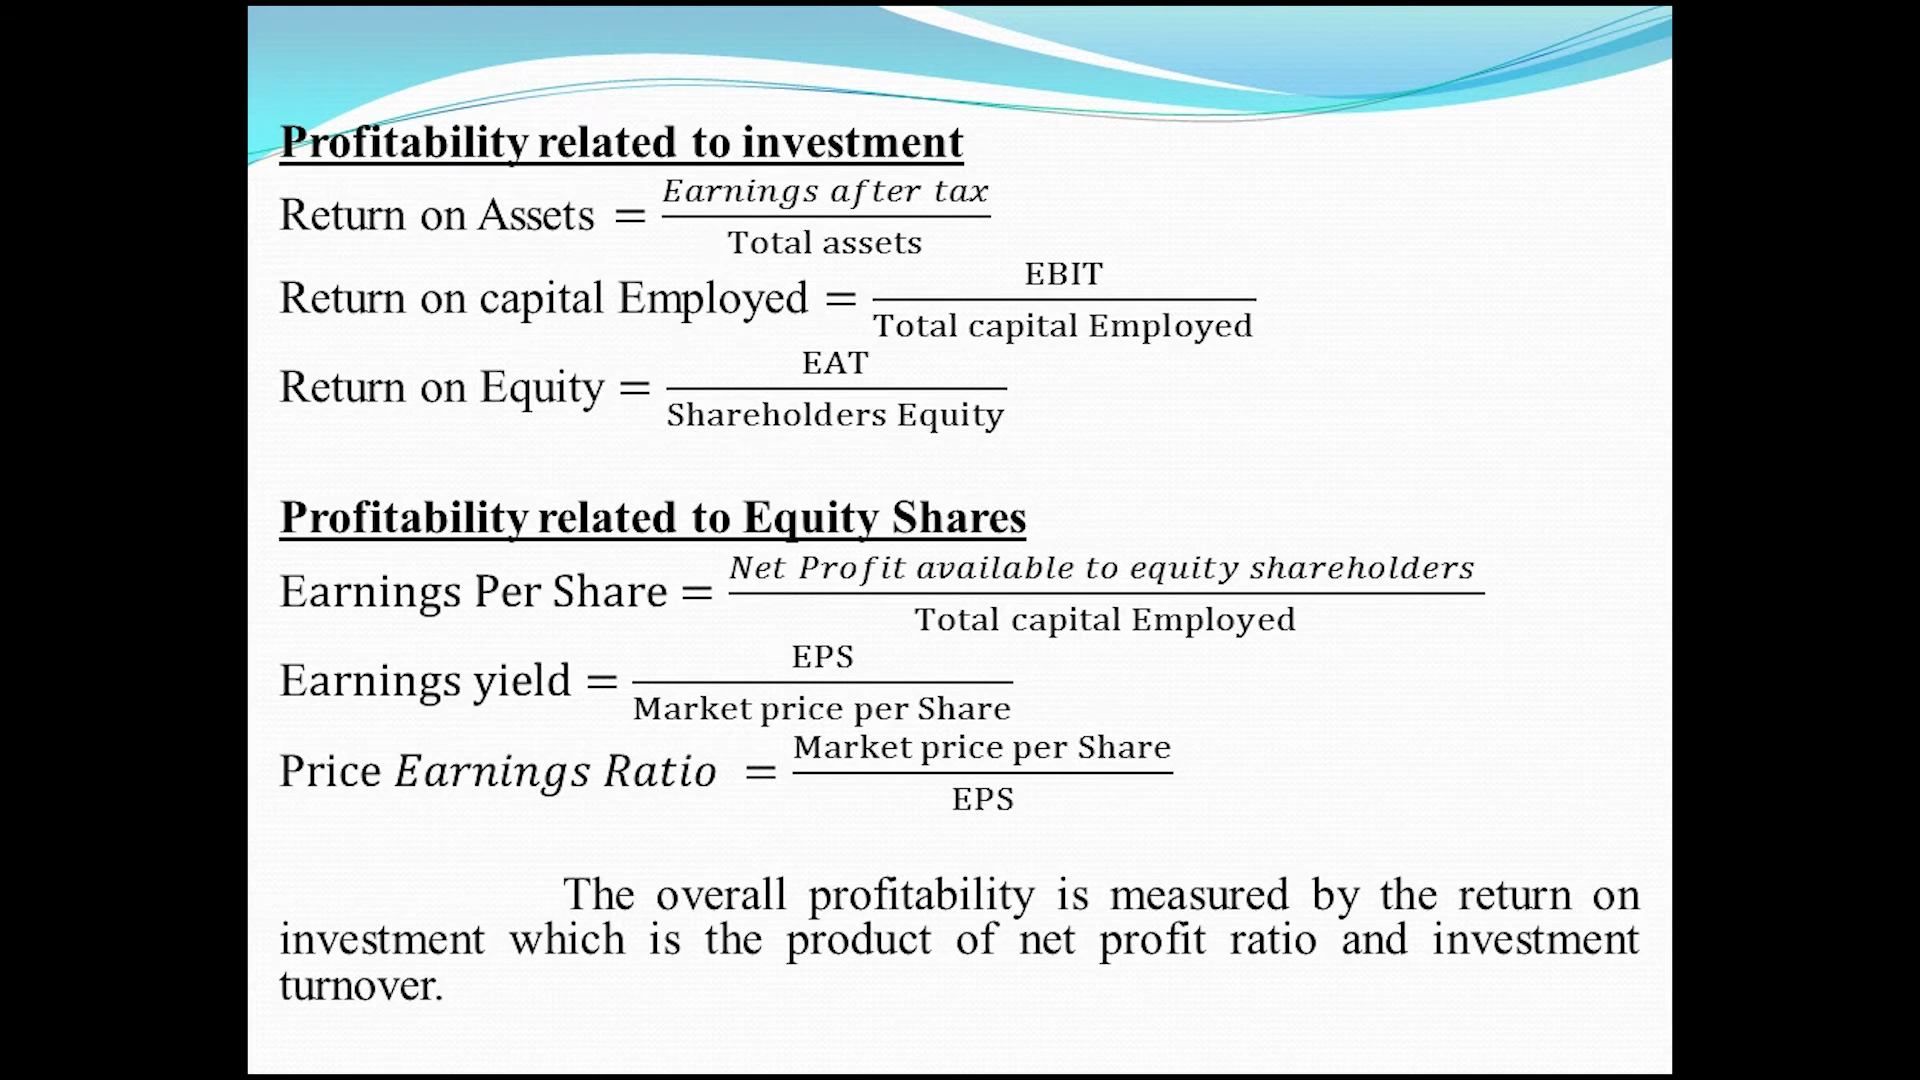 Profitability related to investment
Return on Assets = Earnings after tax / Total assets
Return on capital Employed = EBIT / Total capital Employed
Return on Equity = EAT / Shareholders Equity
Profitability related to Equity Shares
Earnings Per Share = Net Profit available to equity shareholders / Total capital Employed
Earnings yield = EPS / Market price per Share
Price Earnings Ratio = Market price per Share / EPS
The overall profitability is measured by the return on
investment which is the product of net profit ratio and investment
turnover.